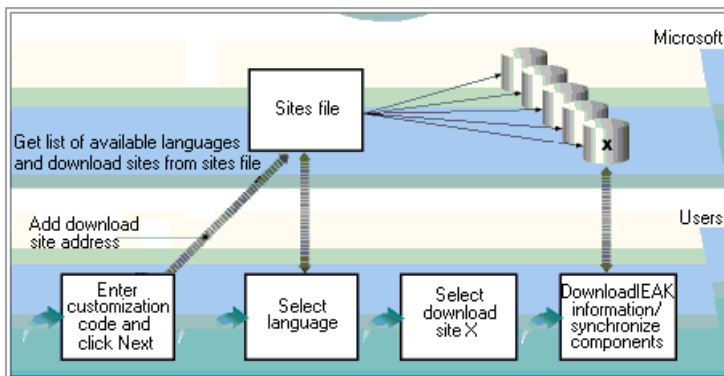 Microsoft
Sites file
X
Get list of available languages
and download sites from sites file
Add download
site address
Users
Enter
customization
code and
click Next
Select
language
Select
download
site X
DownloadIEAK
information/
synchronize
components